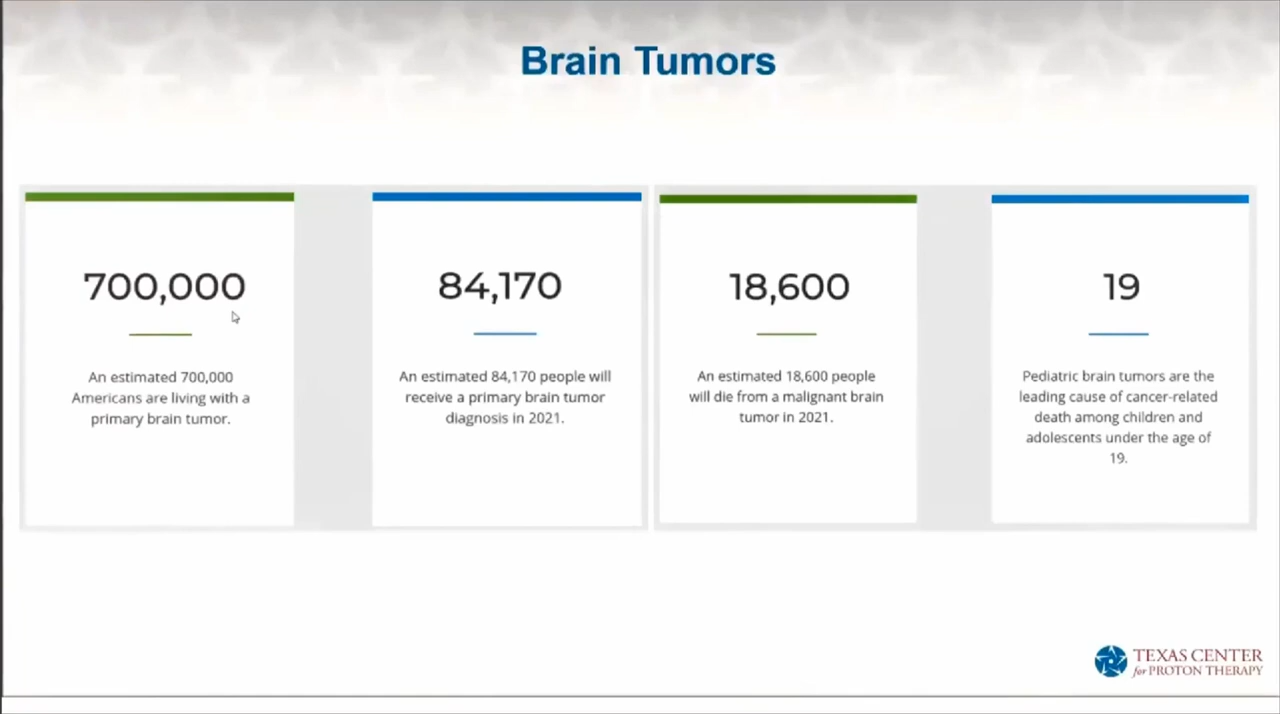 Brain Tumors
700,000
An estimated 700,000
Americans are living with a
primary brain tumor.
84,170
An estimated 84,170 people will
receive a primary brain tumor
diagnosis in 2021.
18,600
An estimated 18,600 people
will die from a malignant brain
tumor in 2021.
19
Pediatric brain tumors are the
leading cause of cancer-related
death among children and
adolescents under the age of
19.
TEXAS CENTER
for PROTON THERAPY